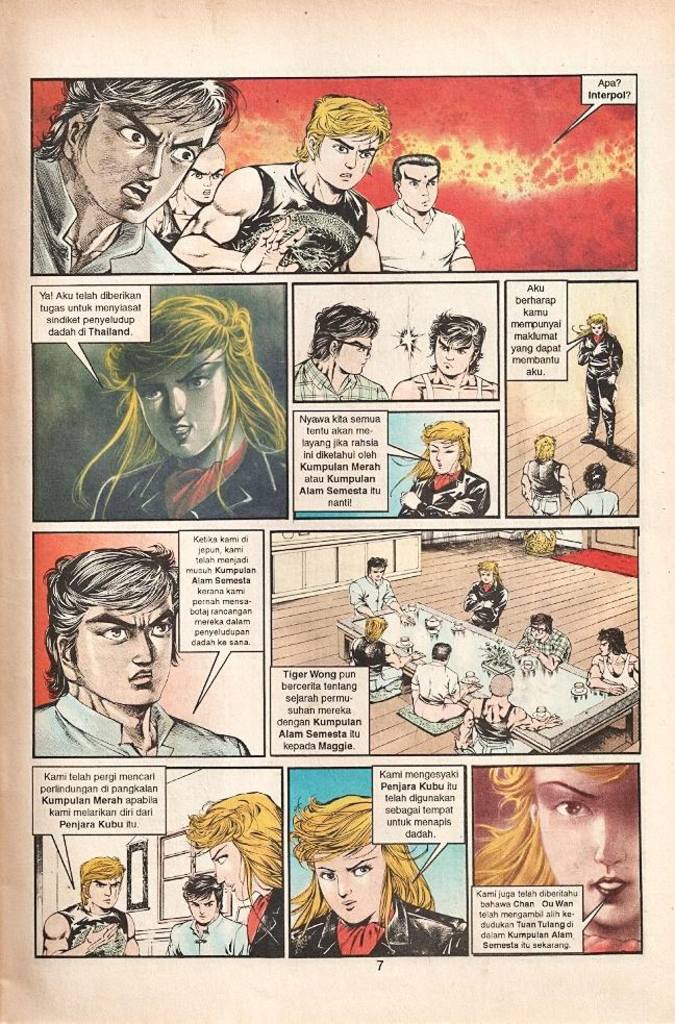 Apa?
Interpol?
Ya! Aku telah diberikan
tugas untuk menyiasat
sindiket penyeludup
dadah di Thailand.
Nyawa kita semua
tentu akan me-
layang jika rahsia
ini diketahui oleh
Kumpulan Merah
atau Kumpulan
Alam Semesta itu
nanti!
Aku
berharap
kamu
mempunyai
maklumat
yang dapat
membantu
aku.
Ketika kami di
jepun, kami
telah menjadi
musuh Kumpulan
Alam Semesta
kerana kami
pernah mensa-
botaj rancangan
mereka dalam
penyeludupan
dadah ke sana.
Tiger Wong pun
bercerita tentang
sejarah permu-
suhan mereka
dengan Kumpulan
Alam Semesta itu
kepada Maggie.
Kami telah pergi mencari
perlindungan di pangkalan
Kumpulan Merah apabila
kami melarikan diri dari
Penjara Kubu itu.
Kami mengesyaki
Penjara Kubu itu
telah digunakan
sebagai tempat
untuk menapis
dadah.
Kami juga telah diberitahu
bahawa Chan Ou Wan
telah mengambil alih ke-
dudukan Tuan Tulang di
dalam Kumpulan Alam
Semesta itu sekarang.
7